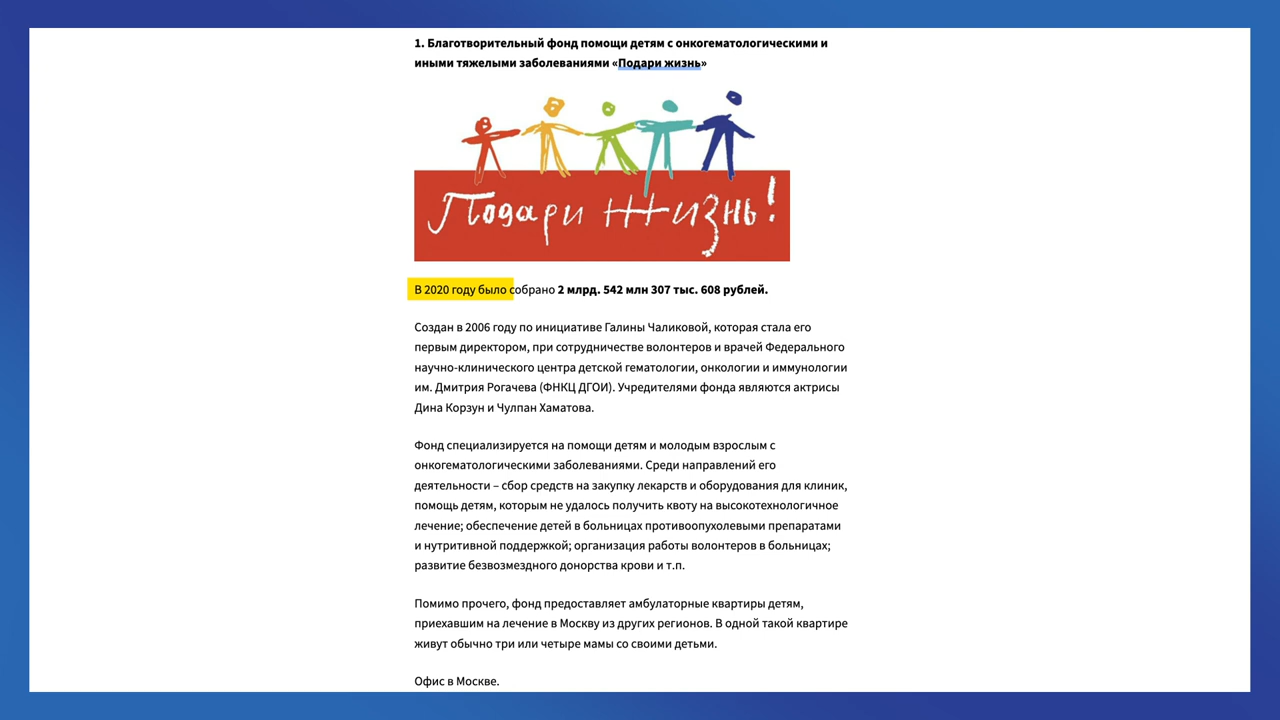 1. Благотворительный фонд помощи детям с онкогематологическими и
иными тяжелыми заболеваниями «Подари жизнь»
Подари Жизнь!
В 2020 году было собрано 2 млрд. 542 млн 307 тыс. 608 рублей.
Создан в 2006 году по инициативе Галины Чаликовой, которая стала его
первым директором, при сотрудничестве волонтеров и врачей Федерального
научно-клинического центра детской гематологии, онкологии и иммунологии
им. Дмитрия Рогачева (ФНКЦ ДГОИ). Учредителями фонда являются актрисы
Дина Корзун и Чулпан Хаматова.
Фонд специализируется на помощи детям и молодым взрослым с
онкогематологическими заболеваниями. Среди направлений его
деятельности – сбор средств на закупку лекарств и оборудования для клиник,
помощь детям, которым не удалось получить квоту на высокотехнологичное
лечение; обеспечение детей в больницах противоопухолевыми препаратами
и нутритивной поддержкой; организация работы волонтеров в больницах;
развитие безвозмездного донорства крови и т.п.
Помимо прочего, фонд предоставляет амбулаторные квартиры детям,
приехавшим на лечение в Москву из других регионов. В одной такой квартире
живут обычно три или четыре мамы со своими детьми.
Офис в Москве.